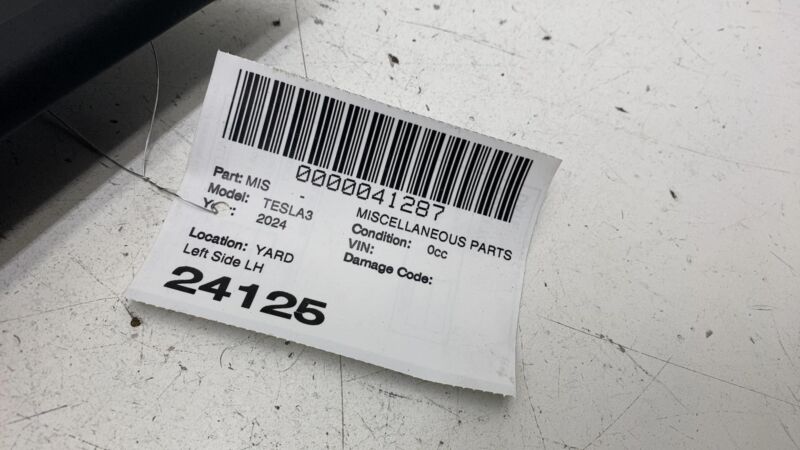 0000041287
Part: MIS - MISCELLANEOUS PARTS
Model: TESLA3 Condition: 0cc
2024 VIN:
Location: YARD Damage Code:
Left Side LH
24125